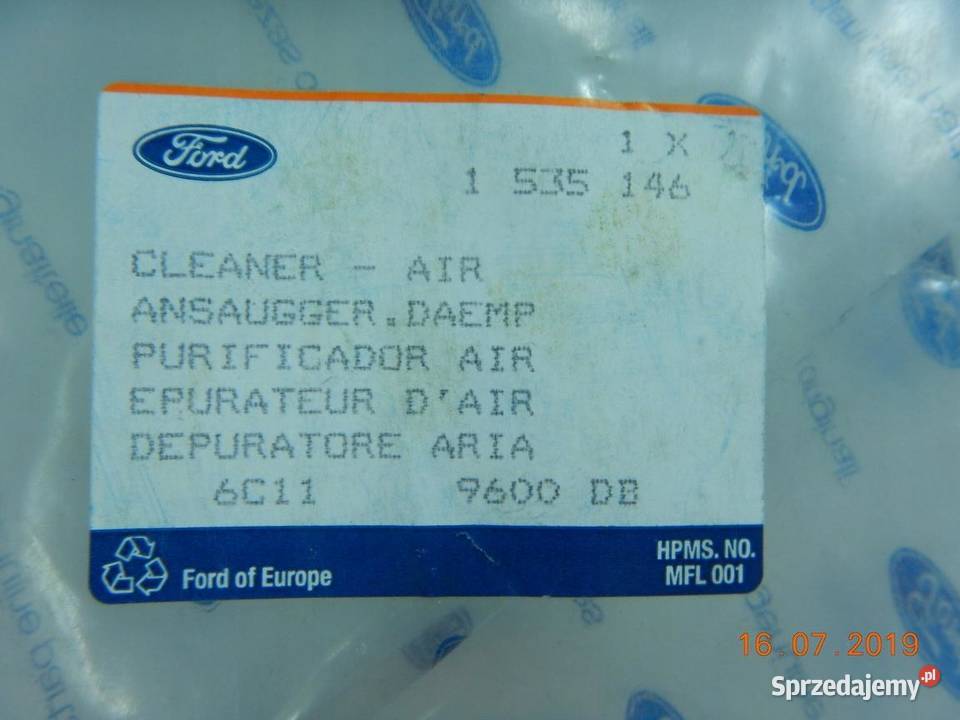 Ford
1 X
1 535 146
CLEANER - AIR
ANSAUGGER.DAEMP
PURIFICADOR AIR
EPURATEUR D'AIR
DEPURATORE ARIA
6C11 9600 DB
Ford of Europe
HPMS. NO.
MFL 001
16.07.2019
Sprzedajemy.pl